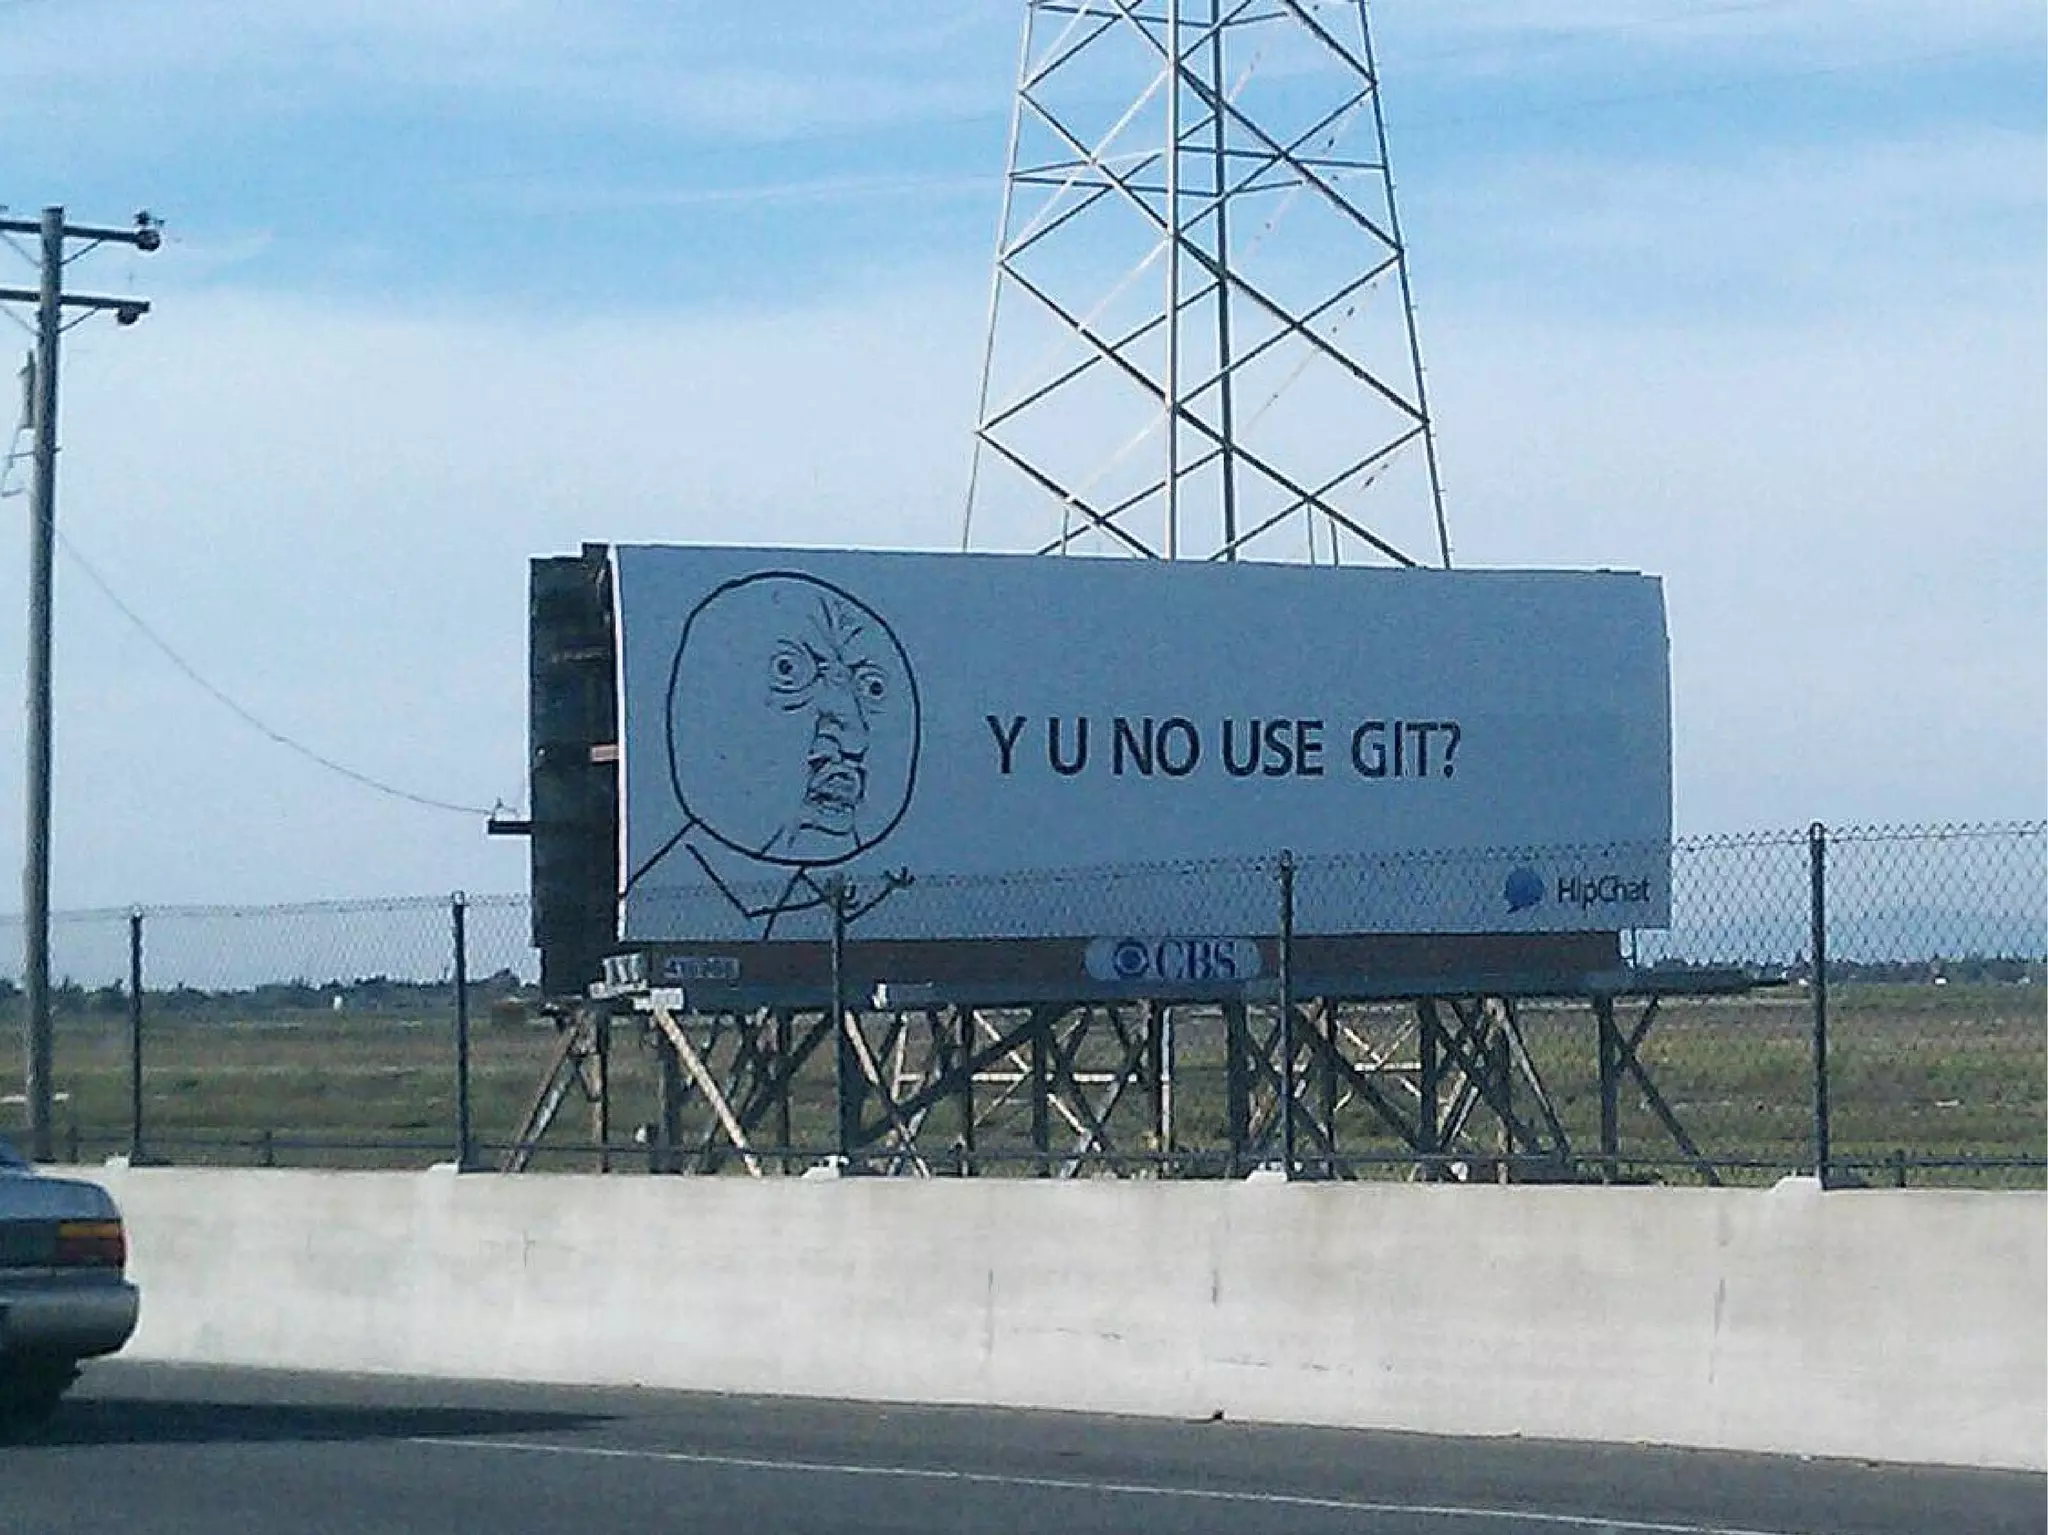 Y U NO USE GIT?
HipChat
CBS